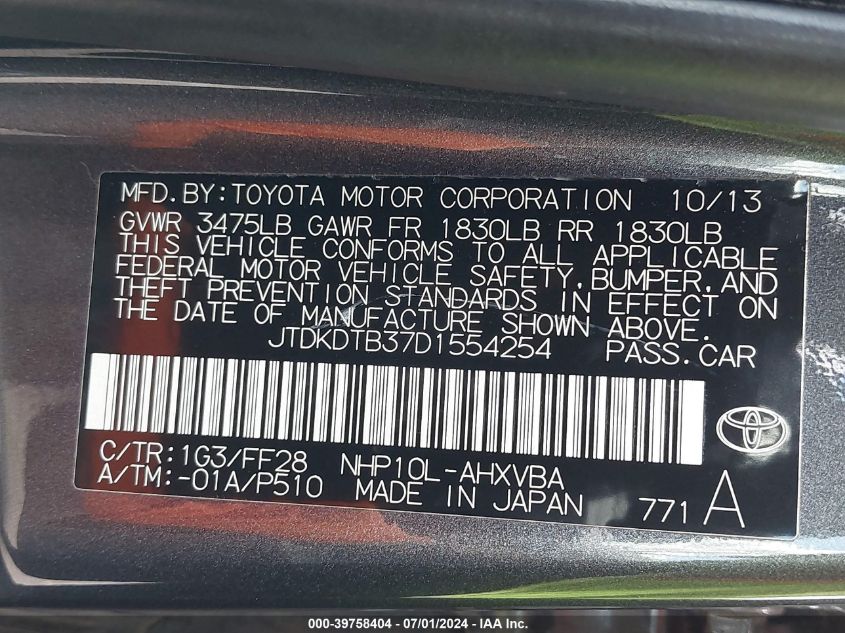 MFD.BY:TOYOTA MOTOR CORPORATION 10/13
GVWR 3475LB GAWR FR 1830LB RR 1830LB
THIS VEHICLE CONFORMS TO ALL APPLICABLE
FEDERAL MOTOR VEHICLE SAFETY,BUMPER,AND
THEFT PREVENTION STANDARDS IN EFFECT ON
THE DATE OF MANUFACTURE SHOWN ABOVE.
JTDKDTB37D1554254 PASS.CAR
C/TR:1G3/FF28 NHP10L-AHXVBA
A/TM:-01A/P510 MADE IN JAPAN 771 A
000-39758404 - 07/01/2024 - IAA Inc.